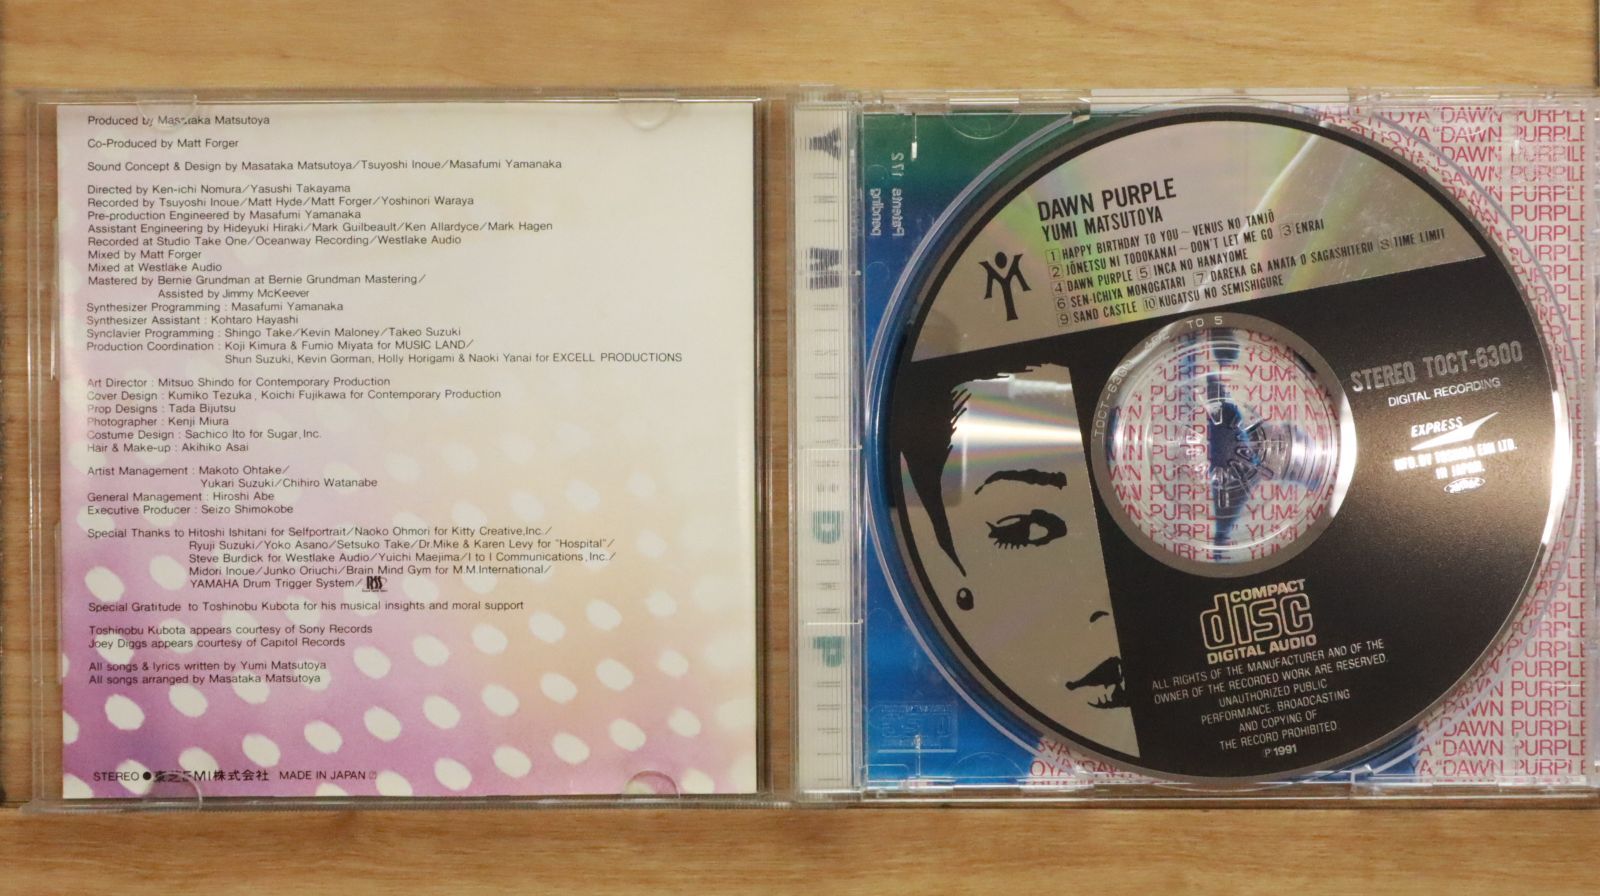 Produced by Masataka Matsutoya
Co-Produced by Matt Forger
Sound Concept & Design by Masataka Matsutoya/Tsuyoshi Inoue/Masafumi Yamanaka
Directed by Ken-ichi Nomura/Yasushi Takayama
Recorded by Tsuyoshi Inoue/Matt Hyde/Matt Forger/Yoshinori Waraya
Pre-production Engineered by Masafumi Yamanaka
Assistant Engineering by Hideyuki Hiraki/Mark Guilbeault/Ken Allardyce/Mark Hagen
Recorded at Studio Take One/Oceanway Recording/Westlake Audio
Mixed by Matt Forger
Mixed at Westlake Audio
Mastered by Bernie Grundman at Bernie Grundman Mastering/
Assisted by Jimmy McKeever
Synthesizer Programming : Masafumi Yamanaka
Synthesizer Assistant : Kohtaro Hayashi
Synclavier Programming : Shingo Take/Kevin Maloney/Takeo Suzuki
Production Coordination : Koji Kimura & Fumio Miyata for MUSIC LAND/
Shun Suzuki, Kevin Gorman, Holly Horigami & Naoki Yanai for EXCELL PRODUCTIONS
Art Director : Mitsuo Shindo for Contemporary Production
Cover Design : Kumiko Tezuka, Koichi Fujikawa for Contemporary Production
Prop Designs : Tada Bijutsu
Photographer : Kenji Miura
Costume Design : Sachico Ito for Sugar, Inc.
Hair & Make-up : Akihiko Asai
Artist Management : Makoto Ohtake/
Yukari Suzuki/Chihiro Watanabe
General Management : Hiroshi Abe
Executive Producer : Seizo Shimokobe
Special Thanks to Hitoshi Ishitani for Selfportrait/Naoko Ohmori for Kitty Creative,Inc./
Ryuji Suzuki/Yoko Asano/Setsuko Take/Dr.Mike & Karen Levy for "Hospital"/
Steve Burdick for Westlake Audio/Yuichi Maejima/I to I Communications, Inc./
Midori Inoue/Junko Oriuchi/Brain Mind Gym for M.M.International/
YAMAHA Drum Trigger System/ RSS
Special Gratitude to Toshinobu Kubota for his musical insights and moral support
Toshinobu Kubota appears courtesy of Sony Records
Joey Diggs appears courtesy of Capitol Records
All songs & lyrics written by Yumi Matsutoya
All songs arranged by Masataka Matsutoya
STEREO ● 東芝EMI株式会社 MADE IN JAPAN
DAWN PURPLE
YUMI MATSUTOYA
1 HAPPY BIRTHDAY TO YOU ~ VENUS NO TANJŌ
2 JŌNETSU NI TODOKANAI ~ DON'T LET ME GO 3 ENRAI
4 DAWN PURPLE 5 INCA NO HANAYOME
6 SEN-ICHIYA MONOGATARI 7 DAREKA GA ANATA O SAGASHITERU 8 TIME LIMIT
9 SAND CASTLE 10 KUGATSU NO SEMISHIGURE
STEREO TOCT-6300
DIGITAL RECORDING
EXPRESS
MFD. BY TOSHIBA EMI LTD.
IN JAPAN.
TO 5
TOCT-6300
COMPACT
disc
DIGITAL AUDIO
ALL RIGHTS OF THE MANUFACTURER AND OF THE
OWNER OF THE RECORDED WORK ARE RESERVED.
UNAUTHORIZED PUBLIC
PERFORMANCE. BROADCASTING
AND COPYING OF
THE RECORD PROHIBITED.
℗ 1991